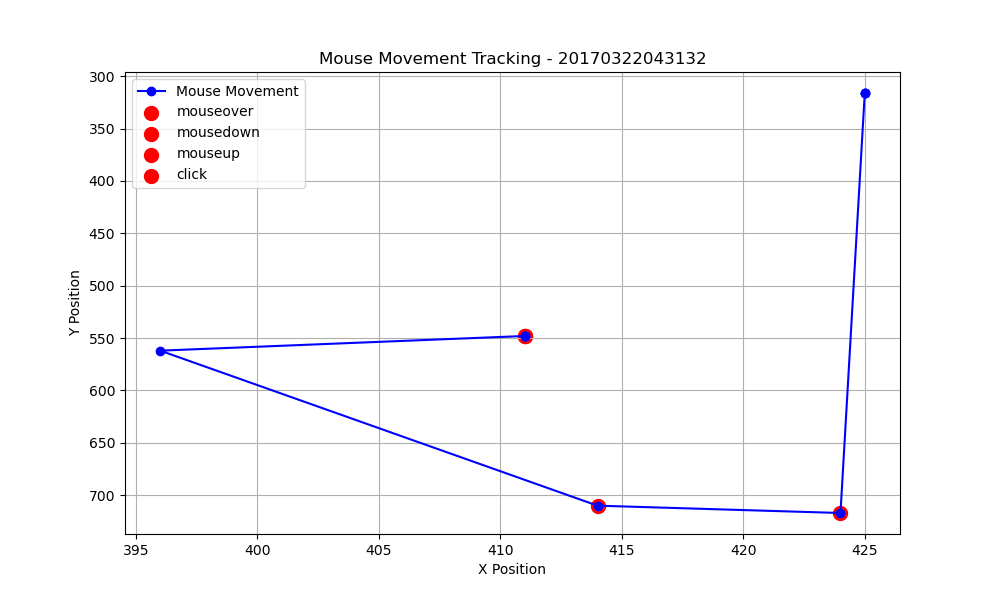 Mouse Movement Tracking - 20170322043132
300
350
400
450
500
550
600
650
700
Y Position
Mouse Movement
mouseover
mousedown
mouseup
click
395
400
405
410
415
420
425
X Position